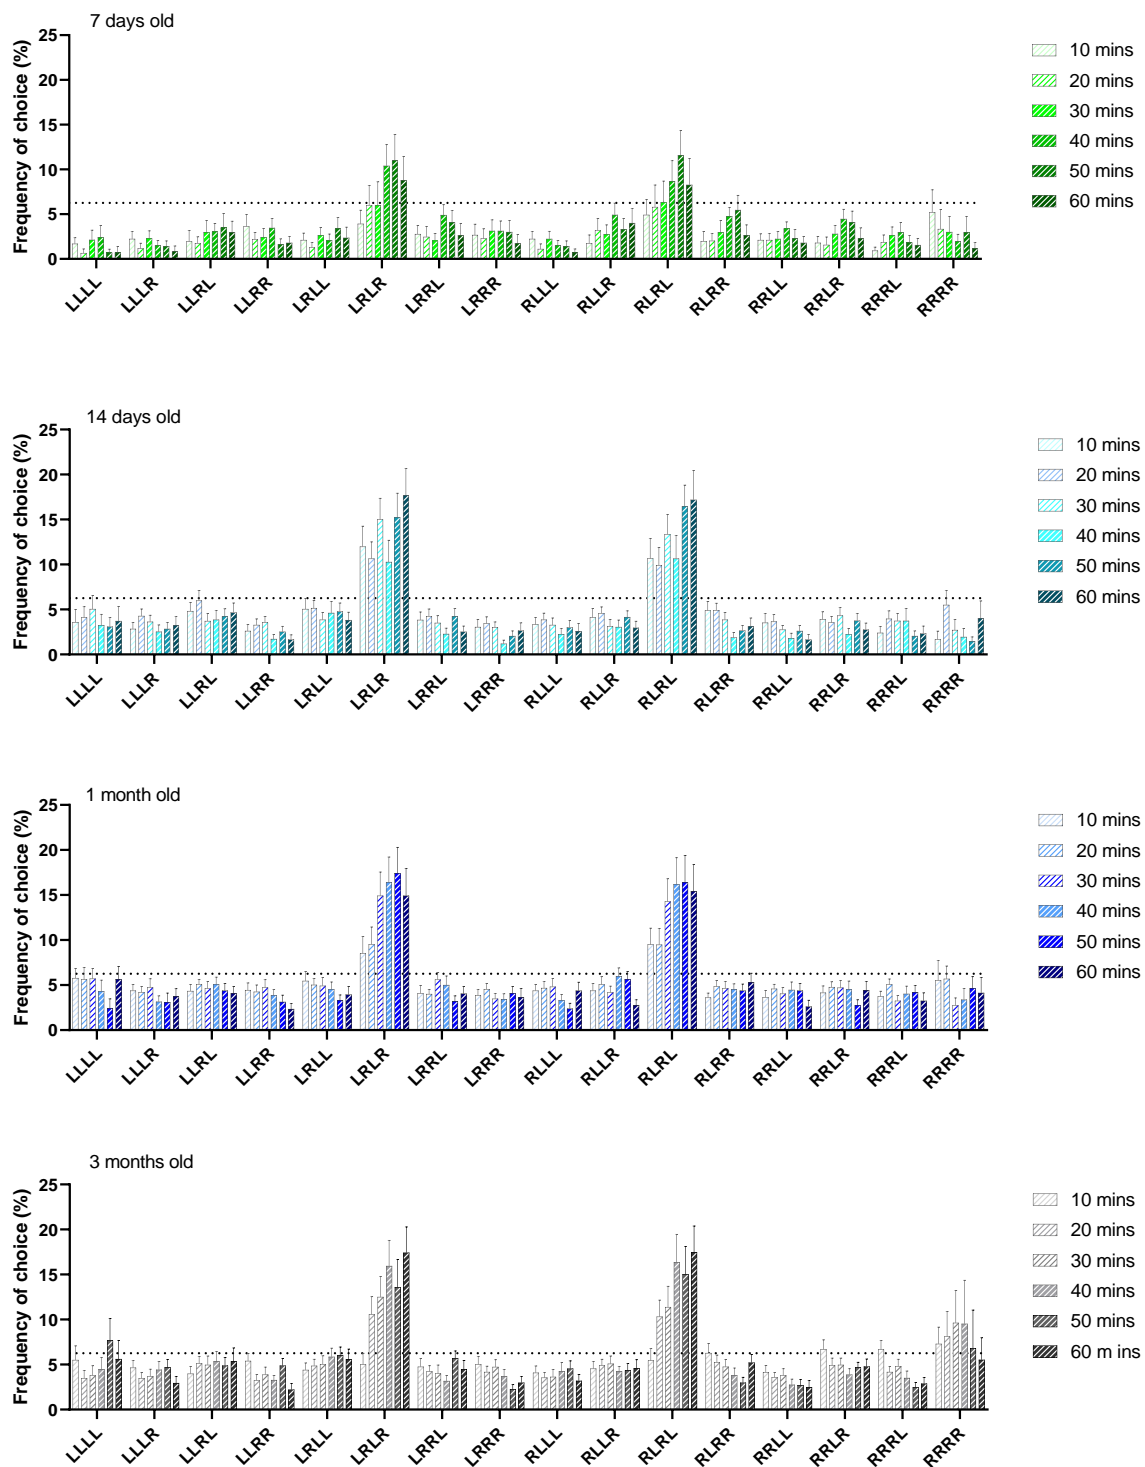 7 days old
Frequency of choice (%)
25
20
15
10
5
0
LLLL LLLR LLRL LLRR LRLL LRLR LRRL LRRR RLLL RLLR RLRL RLRR RRLL RRLR RRRL RRRR
10 mins
20 mins
30 mins
40 mins
50 mins
60 mins
14 days old
Frequency of choice (%)
25
20
15
10
5
0
LLLL LLLR LLRL LLRR LRLL LRLR LRRL LRRR RLLL RLLR RLRL RLRR RRLL RRLR RRRL RRRR
10 mins
20 mins
30 mins
40 mins
50 mins
60 mins
1 month old
Frequency of choice (%)
25
20
15
10
5
0
LLLL LLLR LLRL LLRR LRLL LRLR LRRL LRRR RLLL RLLR RLRL RLRR RRLL RRLR RRRL RRRR
10 mins
20 mins
30 mins
40 mins
50 mins
60 mins
3 months old
Frequency of choice (%)
25
20
15
10
5
0
LLLL LLLR LLRL LLRR LRLL LRLR LRRL LRRR RLLL RLLR RLRL RLRR RRLL RRLR RRRL RRRR
10 mins
20 mins
30 mins
40 mins
50 mins
60 m ins